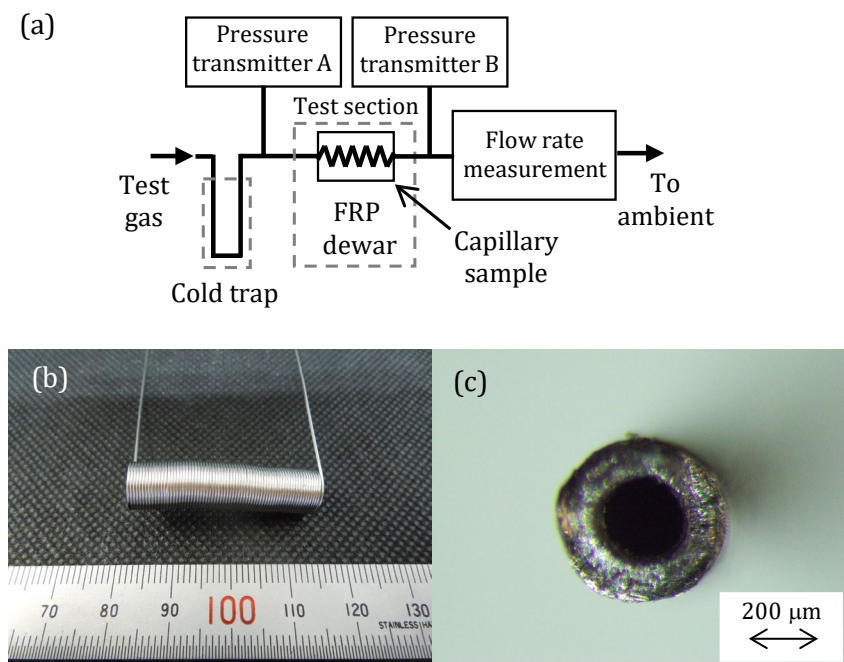 (a)
Pressure
transmitter A
Pressure
transmitter B
Test section
Flow rate
measurement
Test
gas
To
ambient
FRP
dewar
Capillary
sample
Cold trap
(b)
70 80 90 100 110 120 130
(c)
200 μm